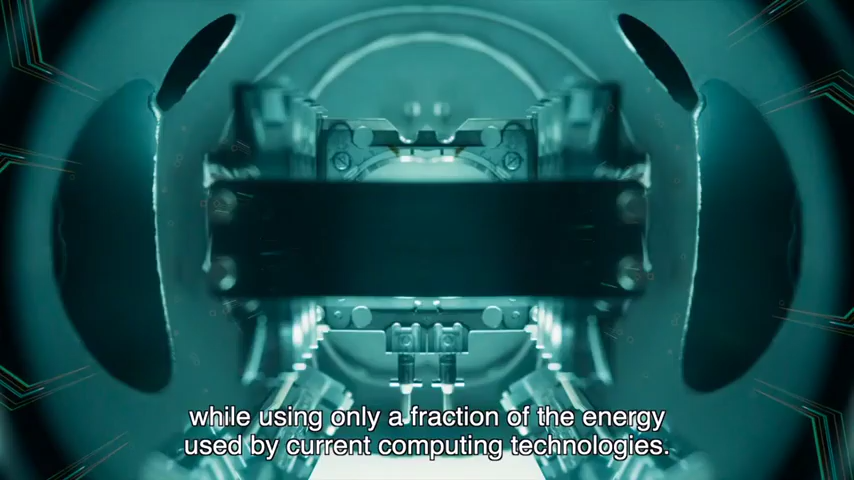 while using only a fraction of the energy
used by current computing technologies.